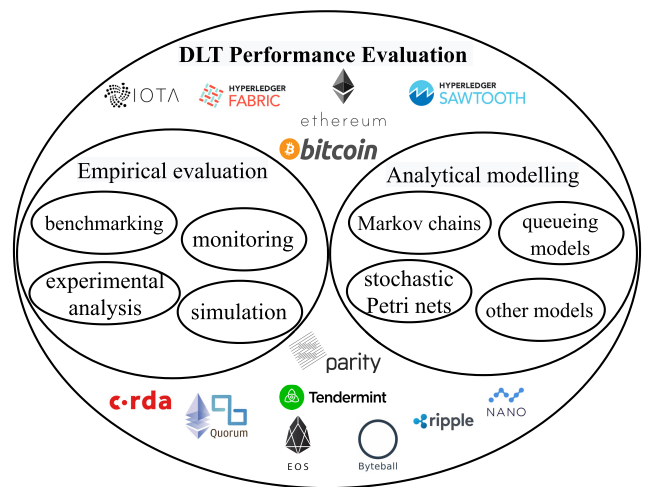 DLT Performance Evaluation
IOTA
HYPERLEDGER
FABRIC
ethereum
HYPERLEDGER
SAWTOOTH
bitcoin
Empirical evaluation
benchmarking
monitoring
experimental
analysis
simulation
Analytical modelling
Markov chains
queueing
models
stochastic
Petri nets
other models
parity
c·rda
Quorum
Tendermint
EOS
Byteball
ripple
NANO